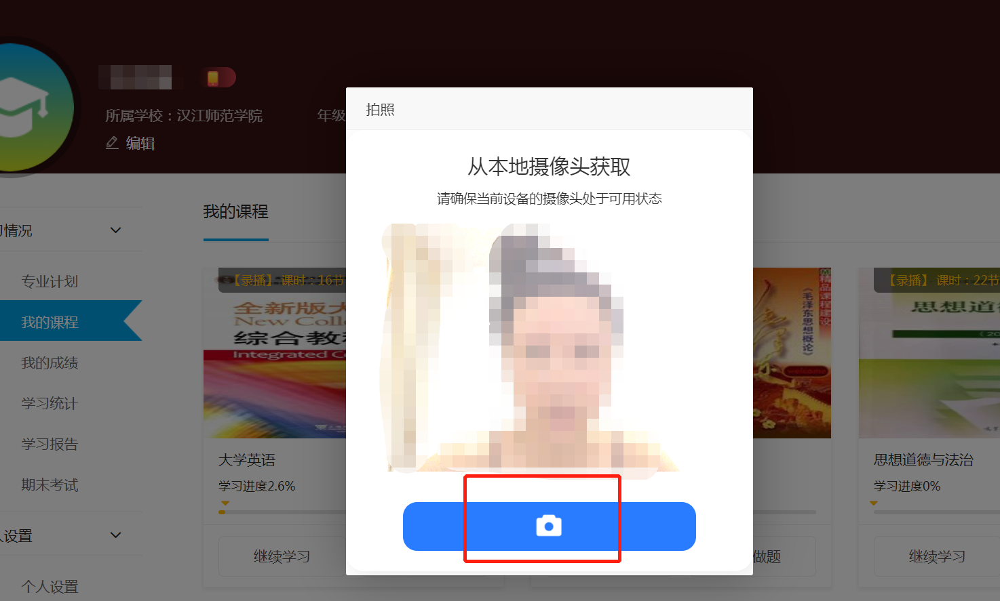 所属学校：汉江师范学院
年级
编辑
拍照
从本地摄像头获取
请确保当前设备的摄像头处于可用状态
情况
专业计划
我的课程
我的成绩
学习统计
学习报告
期末考试
设置
个人设置
我的课程
【录播】 课时：16节
全新版大
New Coll
综合教
Integrated C
大学英语
学习进度2.6%
继续学习
精品课程建设
《毛泽东思想概论》
welcome
做题
【录播】 课时：22节
思想道
思想道德与法治
学习进度0%
继续学习